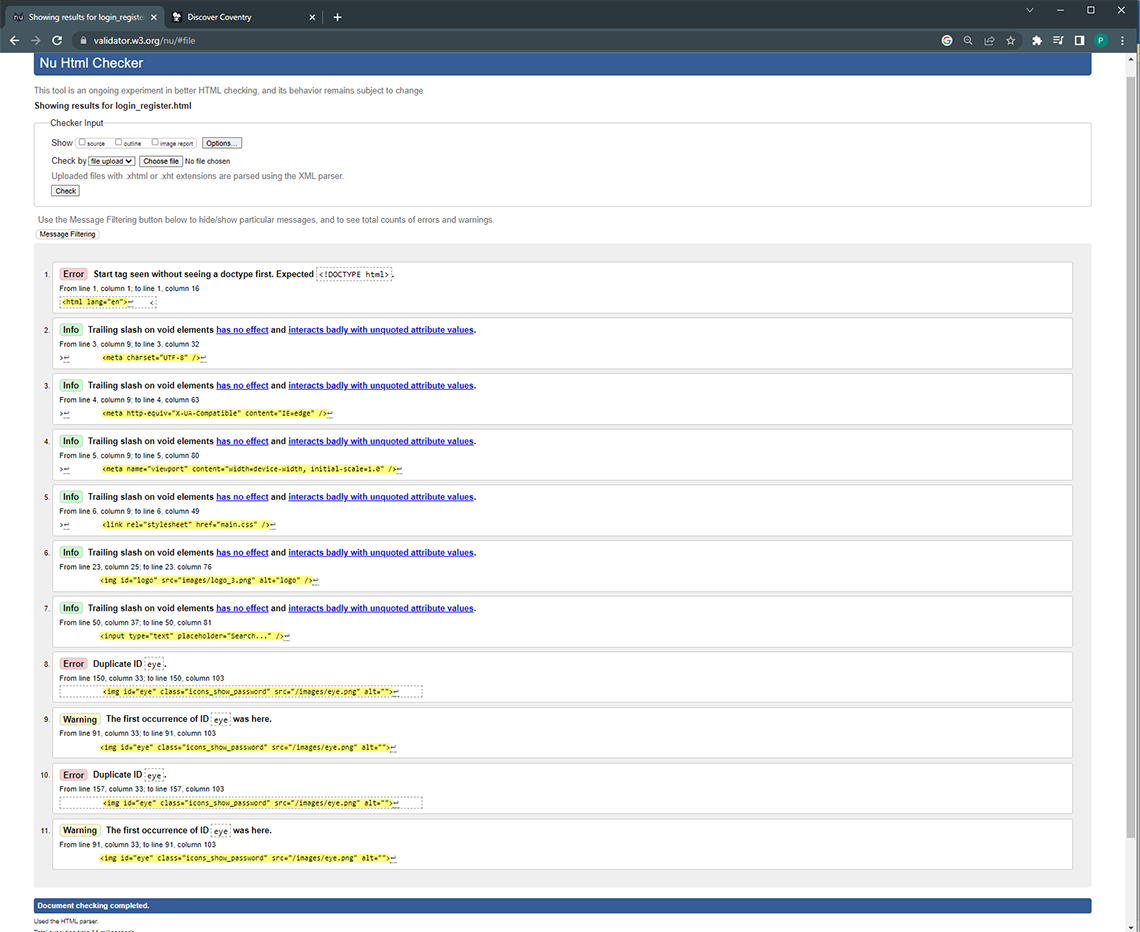 Showing results for login_register
Discover Coventry
validator.w3.org/nu/#file
P
Nu Html Checker
This tool is an ongoing experiment in better HTML checking, and its behavior remains subject to change
Showing results for login_register.html
Checker Input
Show source outline image report Options...
Check by file upload Choose file No file chosen
Uploaded files with .xhtml or .xht extensions are parsed using the XML parser.
Check
Use the Message Filtering button below to hide/show particular messages, and to see total counts of errors and warnings.
Message Filtering
1. Error Start tag seen without seeing a doctype first. Expected <!DOCTYPE html>.
From line 1, column 1; to line 1, column 16
<html lang="en">↩ <
2. Info Trailing slash on void elements has no effect and interacts badly with unquoted attribute values.
From line 3, column 9; to line 3, column 32
>↩ <meta charset="UTF-8" />↩
3. Info Trailing slash on void elements has no effect and interacts badly with unquoted attribute values.
From line 4, column 9; to line 4, column 63
>↩ <meta http-equiv="X-UA-Compatible" content="IE=edge" />↩
4. Info Trailing slash on void elements has no effect and interacts badly with unquoted attribute values.
From line 5, column 9; to line 5, column 80
>↩ <meta name="viewport" content="width=device-width, initial-scale=1.0" />↩
5. Info Trailing slash on void elements has no effect and interacts badly with unquoted attribute values.
From line 6, column 9; to line 6, column 49
>↩ <link rel="stylesheet" href="main.css" />↩
6. Info Trailing slash on void elements has no effect and interacts badly with unquoted attribute values.
From line 23, column 25; to line 23, column 76
<img id="logo" src="images/logo_3.png" alt="logo" />↩
7. Info Trailing slash on void elements has no effect and interacts badly with unquoted attribute values.
From line 50, column 37; to line 50, column 81
<input type="text" placeholder="Search..." />↩
8. Error Duplicate ID eye.
From line 150, column 33; to line 150, column 103
<img id="eye" class="icons_show_password" src="/images/eye.png" alt="">↩
9. Warning The first occurrence of ID eye was here.
From line 91, column 33; to line 91, column 103
<img id="eye" class="icons_show_password" src="/images/eye.png" alt="">↩
10. Error Duplicate ID eye.
From line 157, column 33; to line 157, column 103
<img id="eye" class="icons_show_password" src="/images/eye.png" alt="">↩
11. Warning The first occurrence of ID eye was here.
From line 91, column 33; to line 91, column 103
<img id="eye" class="icons_show_password" src="/images/eye.png" alt="">↩
Document checking completed.
Used the HTML parser.